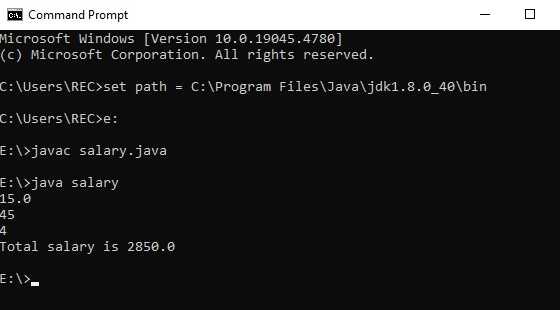 Command Prompt
Microsoft Windows [Version 10.0.19045.4780]
(c) Microsoft Corporation. All rights reserved.
C:\Users\REC>set path = C:\Program Files\Java\jdk1.8.0_40\bin
C:\Users\REC>e:
E:\>javac salary.java
E:\>java salary
15.0
45
4
Total salary is 2850.0
E:\>